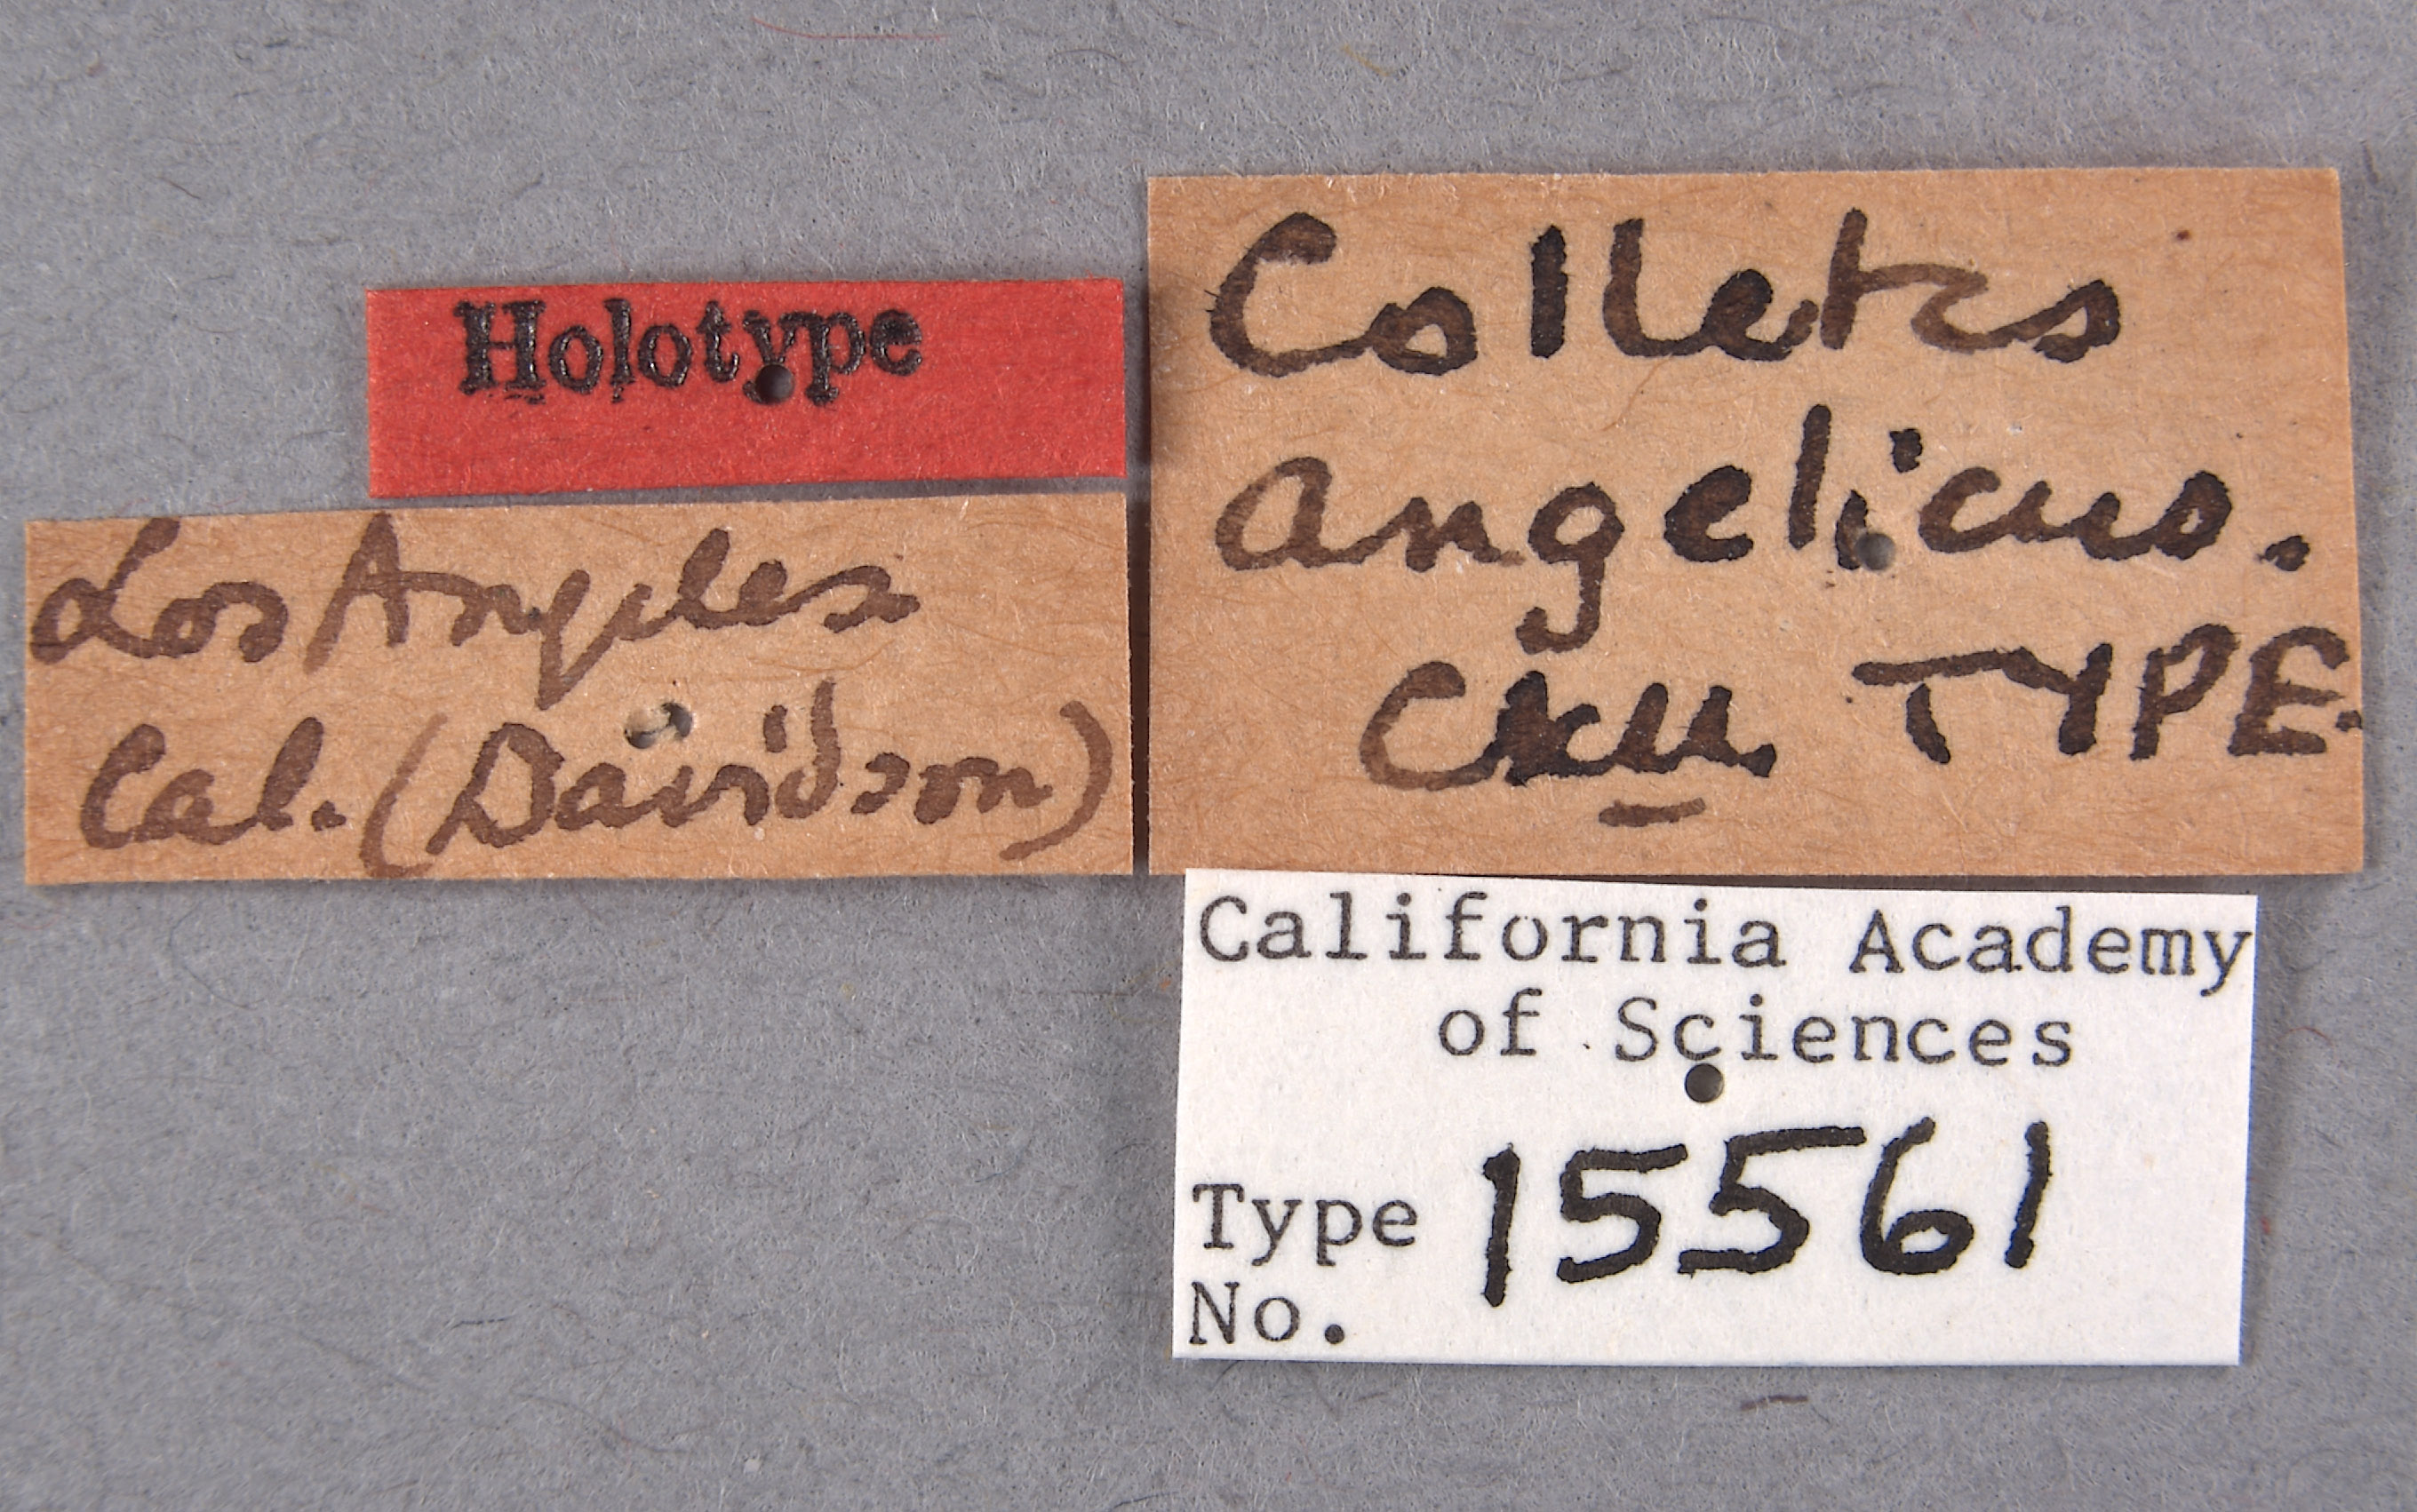 Holotype
Los Angeles
Cal. (Davidson)
Colletes
angelicus.
Ckll TYPE.
California Academy
of Sciences
Type 15561
No.